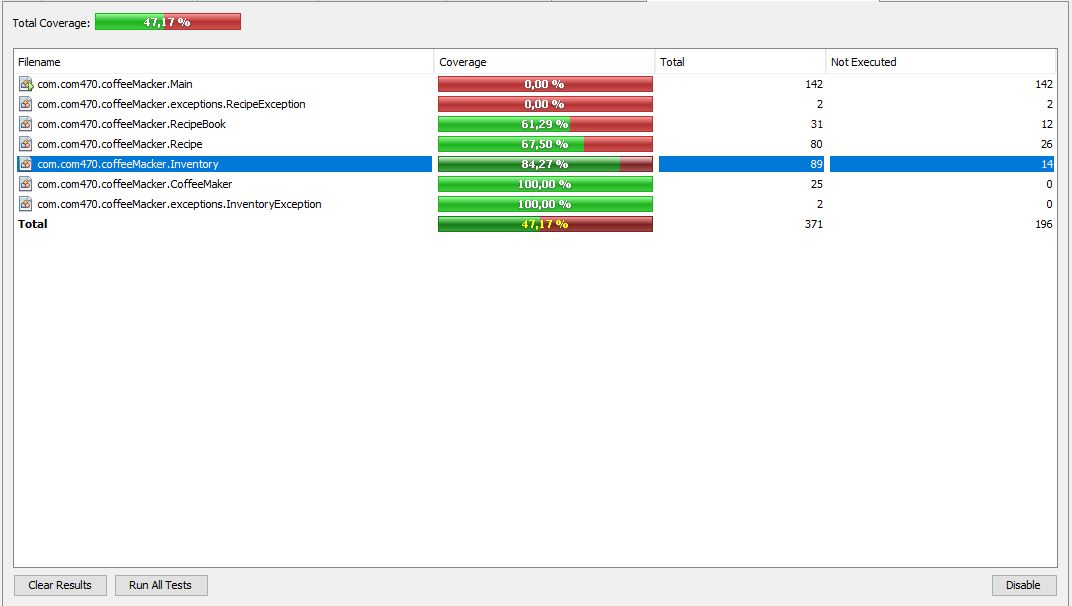 Total Coverage: 47,17 %
Filename Coverage Total Not Executed
com.com470.coffeeMacker.Main 0,00 % 142 142
com.com470.coffeeMacker.exceptions.RecipeException 0,00 % 2 2
com.com470.coffeeMacker.RecipeBook 61,29 % 31 12
com.com470.coffeeMacker.Recipe 67,50 % 80 26
com.com470.coffeeMacker.Inventory 84,27 % 89 14
com.com470.coffeeMacker.CoffeeMaker 100,00 % 25 0
com.com470.coffeeMacker.exceptions.InventoryException 100,00 % 2 0
Total 47,17 % 371 196
Clear Results Run All Tests Disable